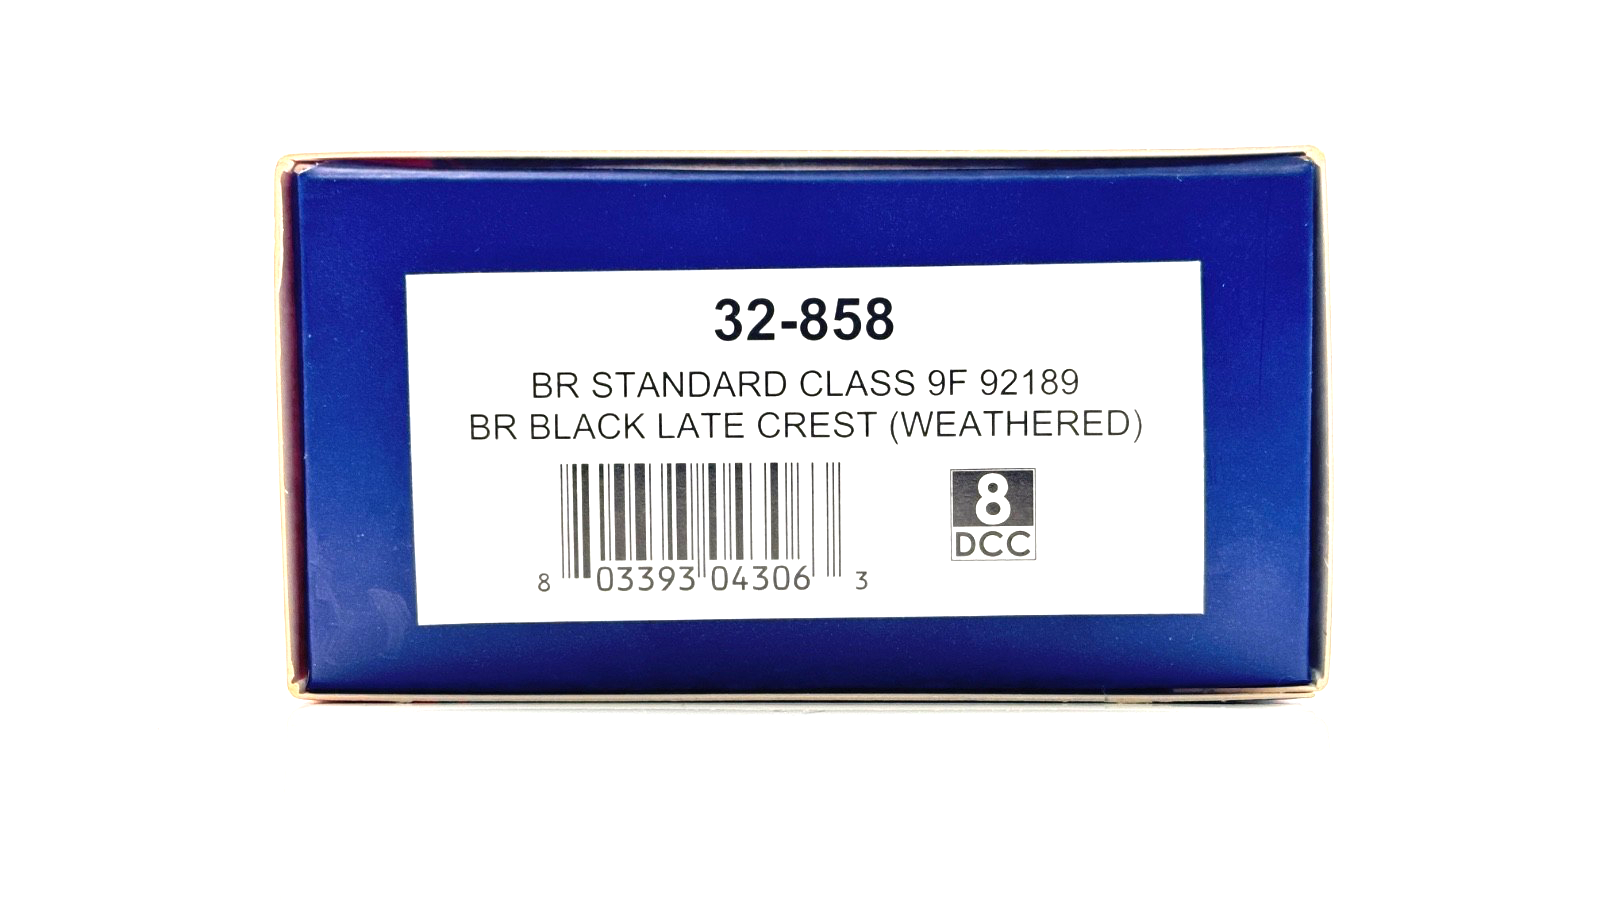 32-858
BR STANDARD CLASS 9F 92189
BR BLACK LATE CREST (WEATHERED)
8 03393 04306 3
8
DCC